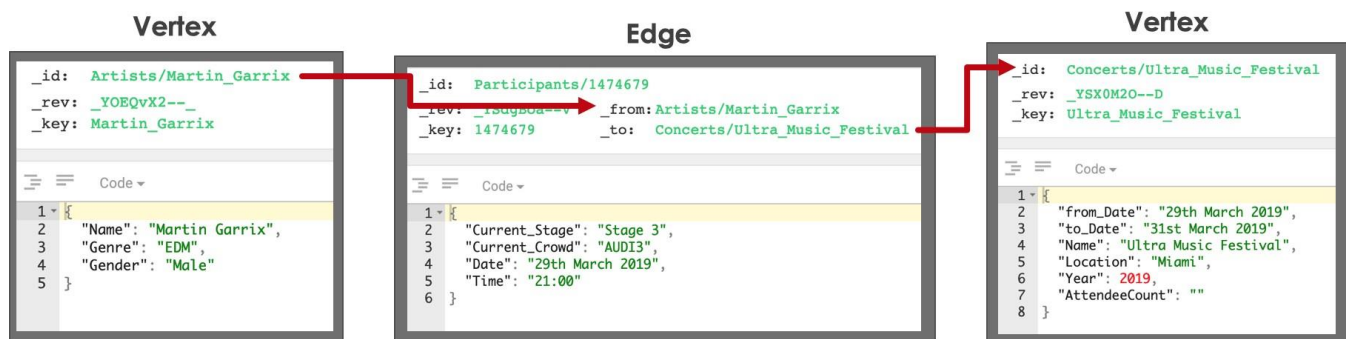 Vertex
_id: Artists/Martin_Garrix
_rev: _YOEQvX2--_
_key: Martin_Garrix
Code
1 {
2 "Name": "Martin Garrix",
3 "Genre": "EDM",
4 "Gender": "Male"
5 }
Edge
_id: Participants/1474679
_rev: _from: Artists/Martin_Garrix
_key: 1474679 _to: Concerts/Ultra_Music_Festival
Code
1 {
2 "Current_Stage": "Stage 3",
3 "Current_Crowd": "AUDI3",
4 "Date": "29th March 2019",
5 "Time": "21:00"
6 }
Vertex
_id: Concerts/Ultra_Music_Festival
_rev: _YSX0M2O--D
_key: Ultra_Music_Festival
Code
1 {
2 "from_Date": "29th March 2019",
3 "to_Date": "31st March 2019",
4 "Name": "Ultra Music Festival",
5 "Location": "Miami",
6 "Year": 2019,
7 "AttendeeCount": ""
8 }